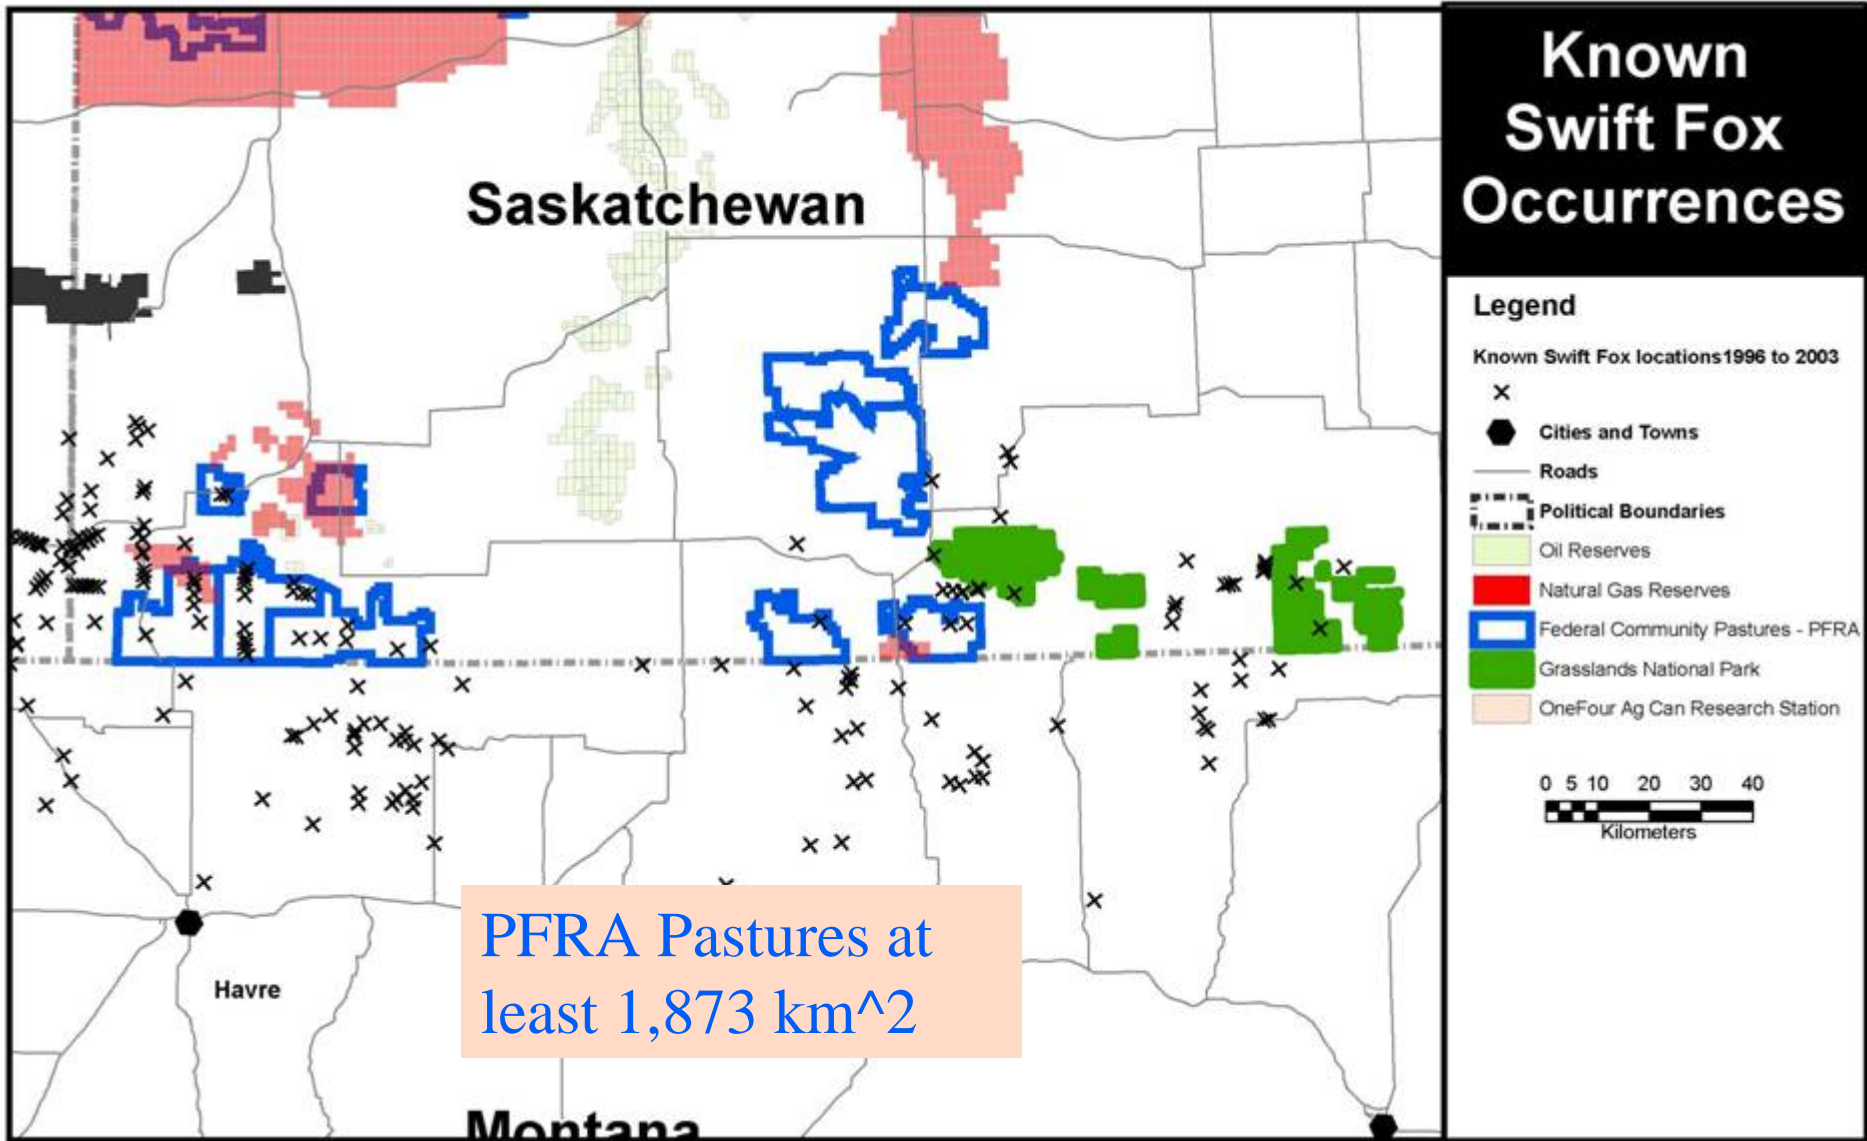 Known
Swift Fox
Occurrences
Saskatchewan
Legend
Known Swift Fox locations1996 to 2003
Cities and Towns
Roads
Political Boundaries
Oil Reserves
Natural Gas Reserves
Federal Community Pastures - PFRA
Grasslands National Park
OneFour Ag Can Research Station
0 5 10 20 30 40
Kilometers
PFRA Pastures at
least 1,873 km^2
Havre
Montana